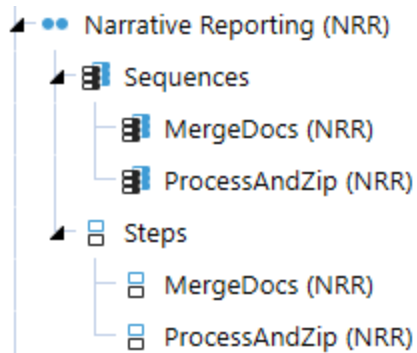 Narrative Reporting (NRR)
Sequences
MergeDocs (NRR)
ProcessAndZip (NRR)
Steps
MergeDocs (NRR)
ProcessAndZip (NRR)